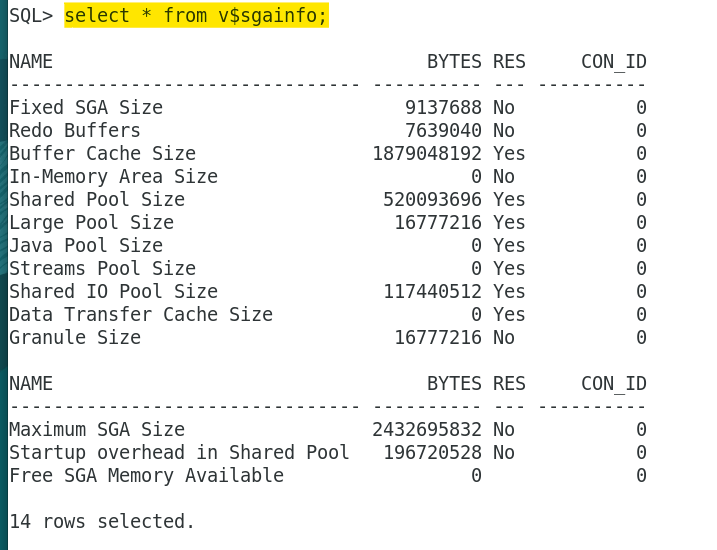 SQL> select * from v$sgainfo;
NAME                                  BYTES RES     CON_ID
-------------------------------- ---------- --- ----------
Fixed SGA Size                      9137688 No           0
Redo Buffers                        7639040 No           0
Buffer Cache Size                1879048192 Yes          0
In-Memory Area Size                       0 No           0
Shared Pool Size                  520093696 Yes          0
Large Pool Size                    16777216 Yes          0
Java Pool Size                            0 Yes          0
Streams Pool Size                         0 Yes          0
Shared IO Pool Size               117440512 Yes          0
Data Transfer Cache Size                  0 Yes          0
Granule Size                       16777216 No           0
NAME                                  BYTES RES     CON_ID
-------------------------------- ---------- --- ----------
Maximum SGA Size                 2432695832 No           0
Startup overhead in Shared Pool   196720528 No           0
Free SGA Memory Available                 0              0
14 rows selected.